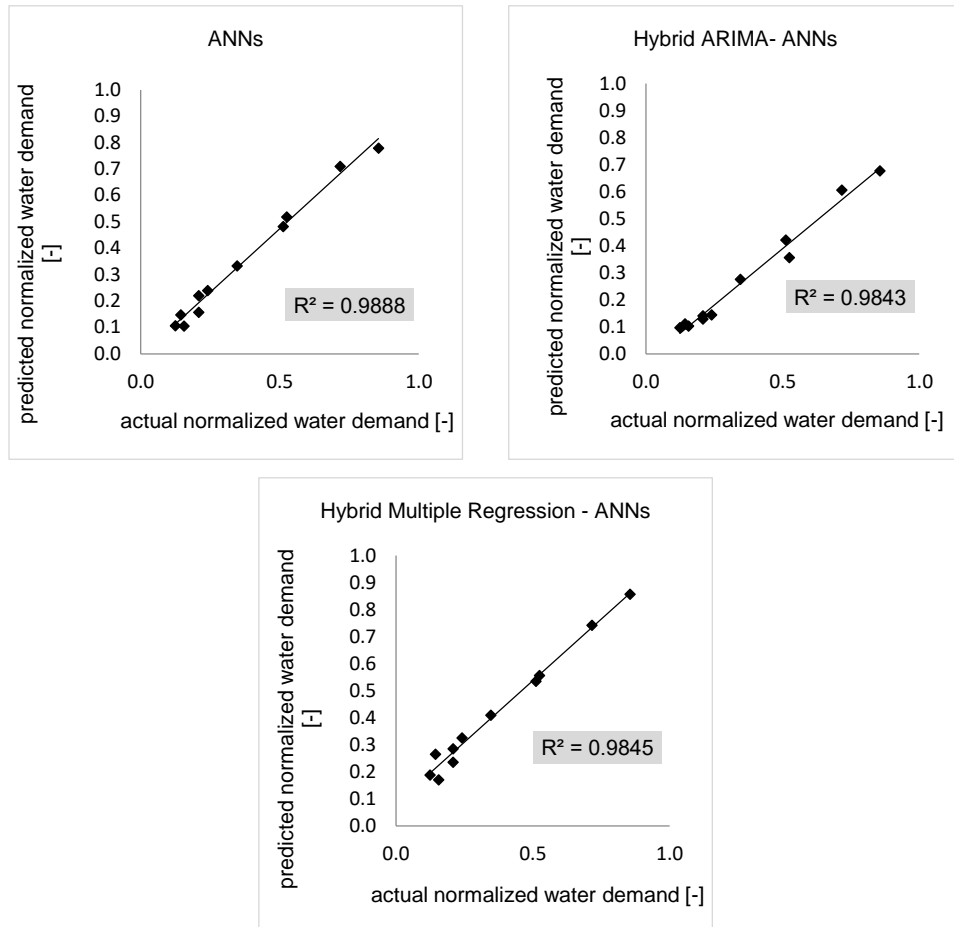 ANNs
predicted normalized water demand
[-]
1.0
0.9
0.8
0.7
0.6
0.5
0.4
0.3
0.2
0.1
0.0
R² = 0.9888
0.0 0.5 1.0
actual normalized water demand [-]
Hybrid ARIMA- ANNs
predicted normalized water demand
[-]
1.0
0.9
0.8
0.7
0.6
0.5
0.4
0.3
0.2
0.1
0.0
R² = 0.9843
0.0 0.5 1.0
actual normalized water demand [-]
Hybrid Multiple Regression - ANNs
predicted normalized water demand
[-]
1.0
0.9
0.8
0.7
0.6
0.5
0.4
0.3
0.2
0.1
0.0
R² = 0.9845
0.0 0.5 1.0
actual normalized water demand [-]